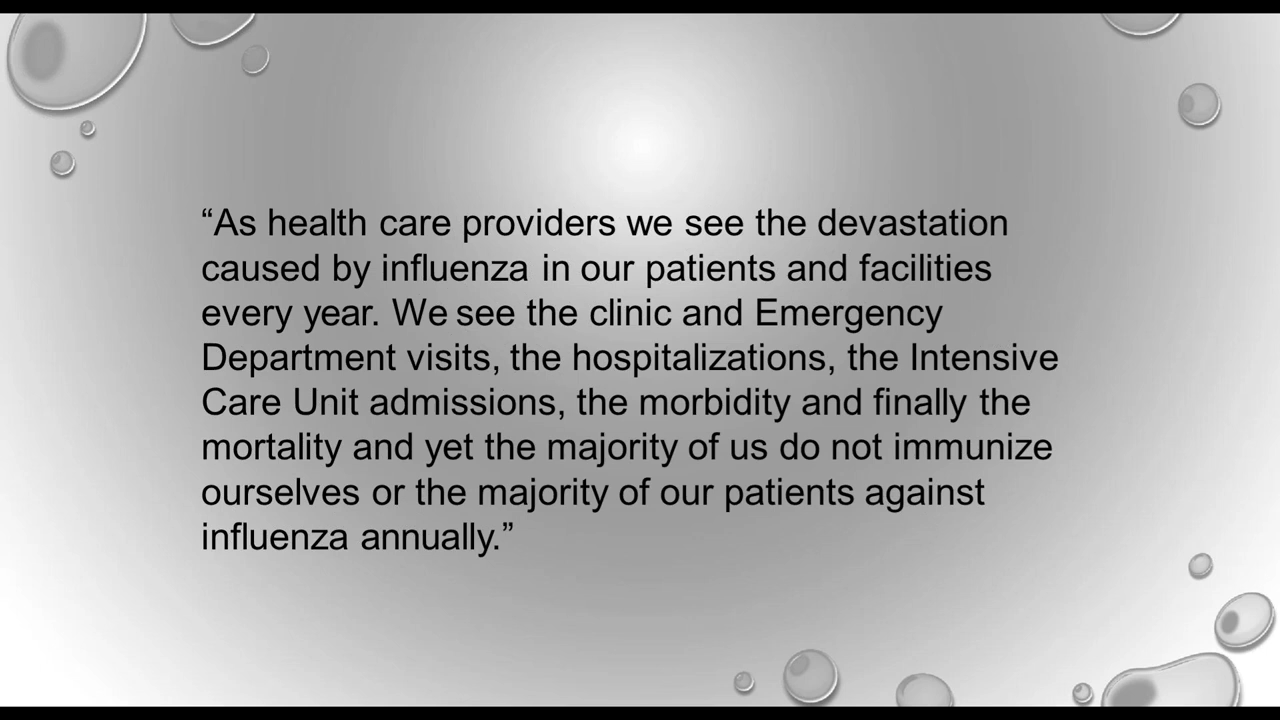 “As health care providers we see the devastation
caused by influenza in our patients and facilities
every year. We see the clinic and Emergency
Department visits, the hospitalizations, the Intensive
Care Unit admissions, the morbidity and finally the
mortality and yet the majority of us do not immunize
ourselves or the majority of our patients against
influenza annually.”